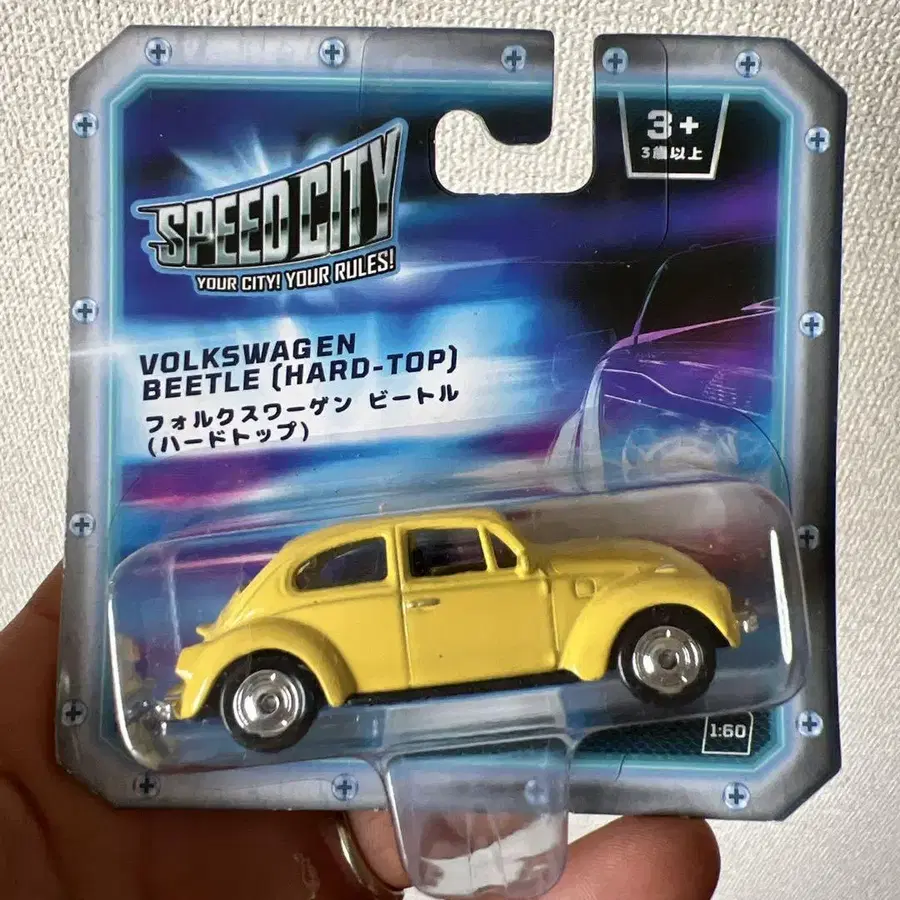 SPEED CITY
YOUR CITY! YOUR RULES!
3+
3歳以上
VOLKSWAGEN
BEETLE (HARD-TOP)
フォルクスワーゲン ビートル
(ハードトップ)
1:60